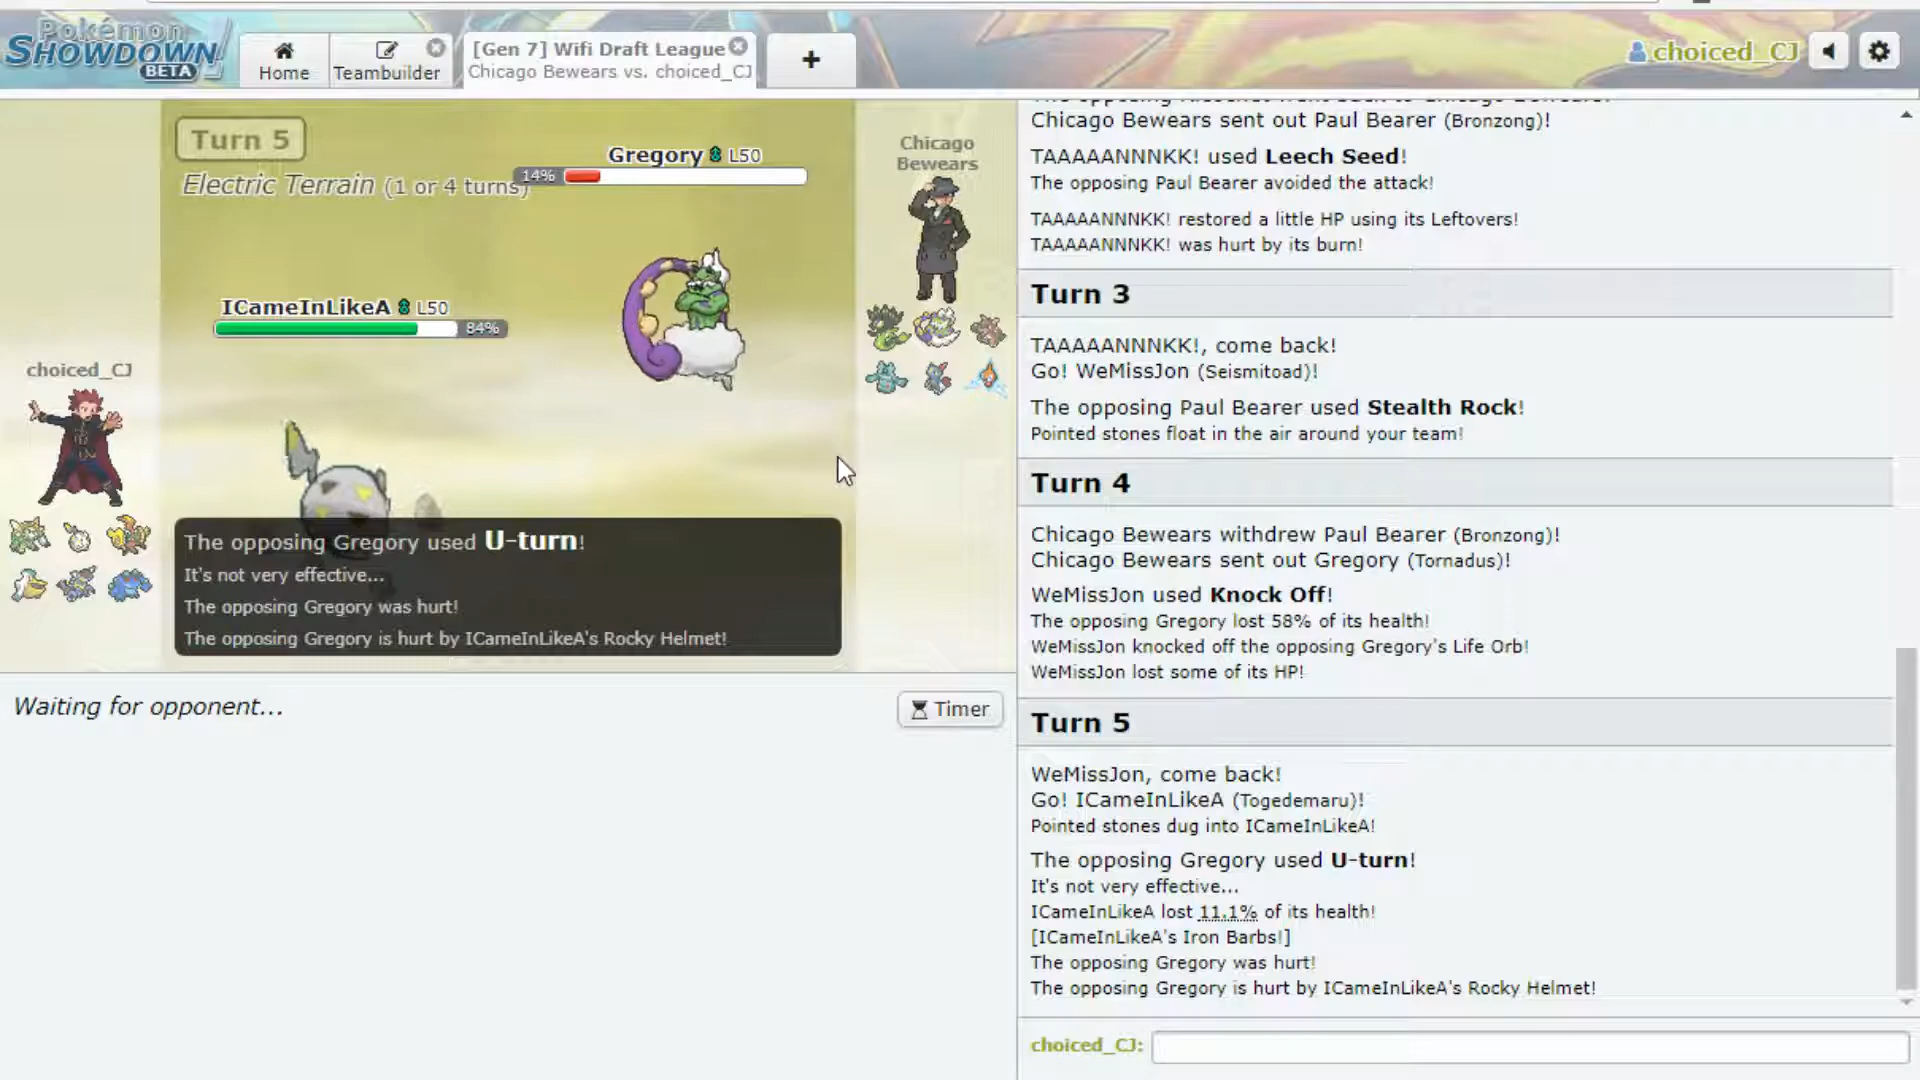 Pokémon
SHOWDOWN
BETA
Home
Teambuilder
[Gen 7] Wifi Draft League
Chicago Bewears vs. choiced_CJ
+
choiced_CJ
Turn 5
Electric Terrain (1 or 4 turns)
Gregory L50
14%
ICameInLikeA L50
84%
Chicago
Bewears
choiced_CJ
The opposing Gregory used U-turn!
It's not very effective...
The opposing Gregory was hurt!
The opposing Gregory is hurt by ICameInLikeA's Rocky Helmet!
Waiting for opponent...
Timer
Chicago Bewears sent out Paul Bearer (Bronzong)!
TAAAAANNNKK! used Leech Seed!
The opposing Paul Bearer avoided the attack!
TAAAAANNNKK! restored a little HP using its Leftovers!
TAAAAANNNKK! was hurt by its burn!
Turn 3
TAAAAANNNKK!, come back!
Go! WeMissJon (Seismitoad)!
The opposing Paul Bearer used Stealth Rock!
Pointed stones float in the air around your team!
Turn 4
Chicago Bewears withdrew Paul Bearer (Bronzong)!
Chicago Bewears sent out Gregory (Tornadus)!
WeMissJon used Knock Off!
The opposing Gregory lost 58% of its health!
WeMissJon knocked off the opposing Gregory's Life Orb!
WeMissJon lost some of its HP!
Turn 5
WeMissJon, come back!
Go! ICameInLikeA (Togedemaru)!
Pointed stones dug into ICameInLikeA!
The opposing Gregory used U-turn!
It's not very effective...
ICameInLikeA lost 11.1% of its health!
[ICameInLikeA's Iron Barbs!]
The opposing Gregory was hurt!
The opposing Gregory is hurt by ICameInLikeA's Rocky Helmet!
choiced_CJ: